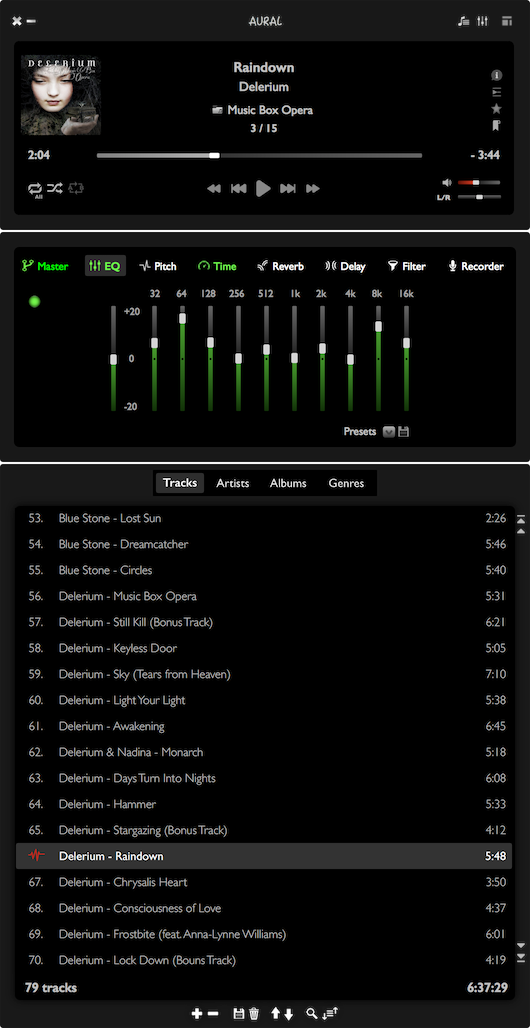 AURAL
DELERIUM
Music Box
Opera
Raindown
Delerium
Music Box Opera
3 / 15
2:04
- 3:44
All
L/R
Master EQ Pitch Time Reverb Delay Filter Recorder
32 64 128 256 512 1k 2k 4k 8k 16k
+20
0
-20
Presets
Tracks Artists Albums Genres
53. Blue Stone - Lost Sun 2:26
54. Blue Stone - Dreamcatcher 5:46
55. Blue Stone - Circles 5:40
56. Delerium - Music Box Opera 5:31
57. Delerium - Still Kill (Bonus Track) 6:21
58. Delerium - Keyless Door 5:05
59. Delerium - Sky (Tears from Heaven) 7:10
60. Delerium - Light Your Light 5:38
61. Delerium - Awakening 6:45
62. Delerium & Nadina - Monarch 5:18
63. Delerium - Days Turn Into Nights 6:08
64. Delerium - Hammer 5:33
65. Delerium - Stargazing (Bonus Track) 4:12
Delerium - Raindown 5:48
67. Delerium - Chrysalis Heart 3:50
68. Delerium - Consciousness of Love 4:37
69. Delerium - Frostbite (feat. Anna-Lynne Williams) 6:01
70. Delerium - Lock Down (Bouns Track) 4:19
79 tracks 6:37:29